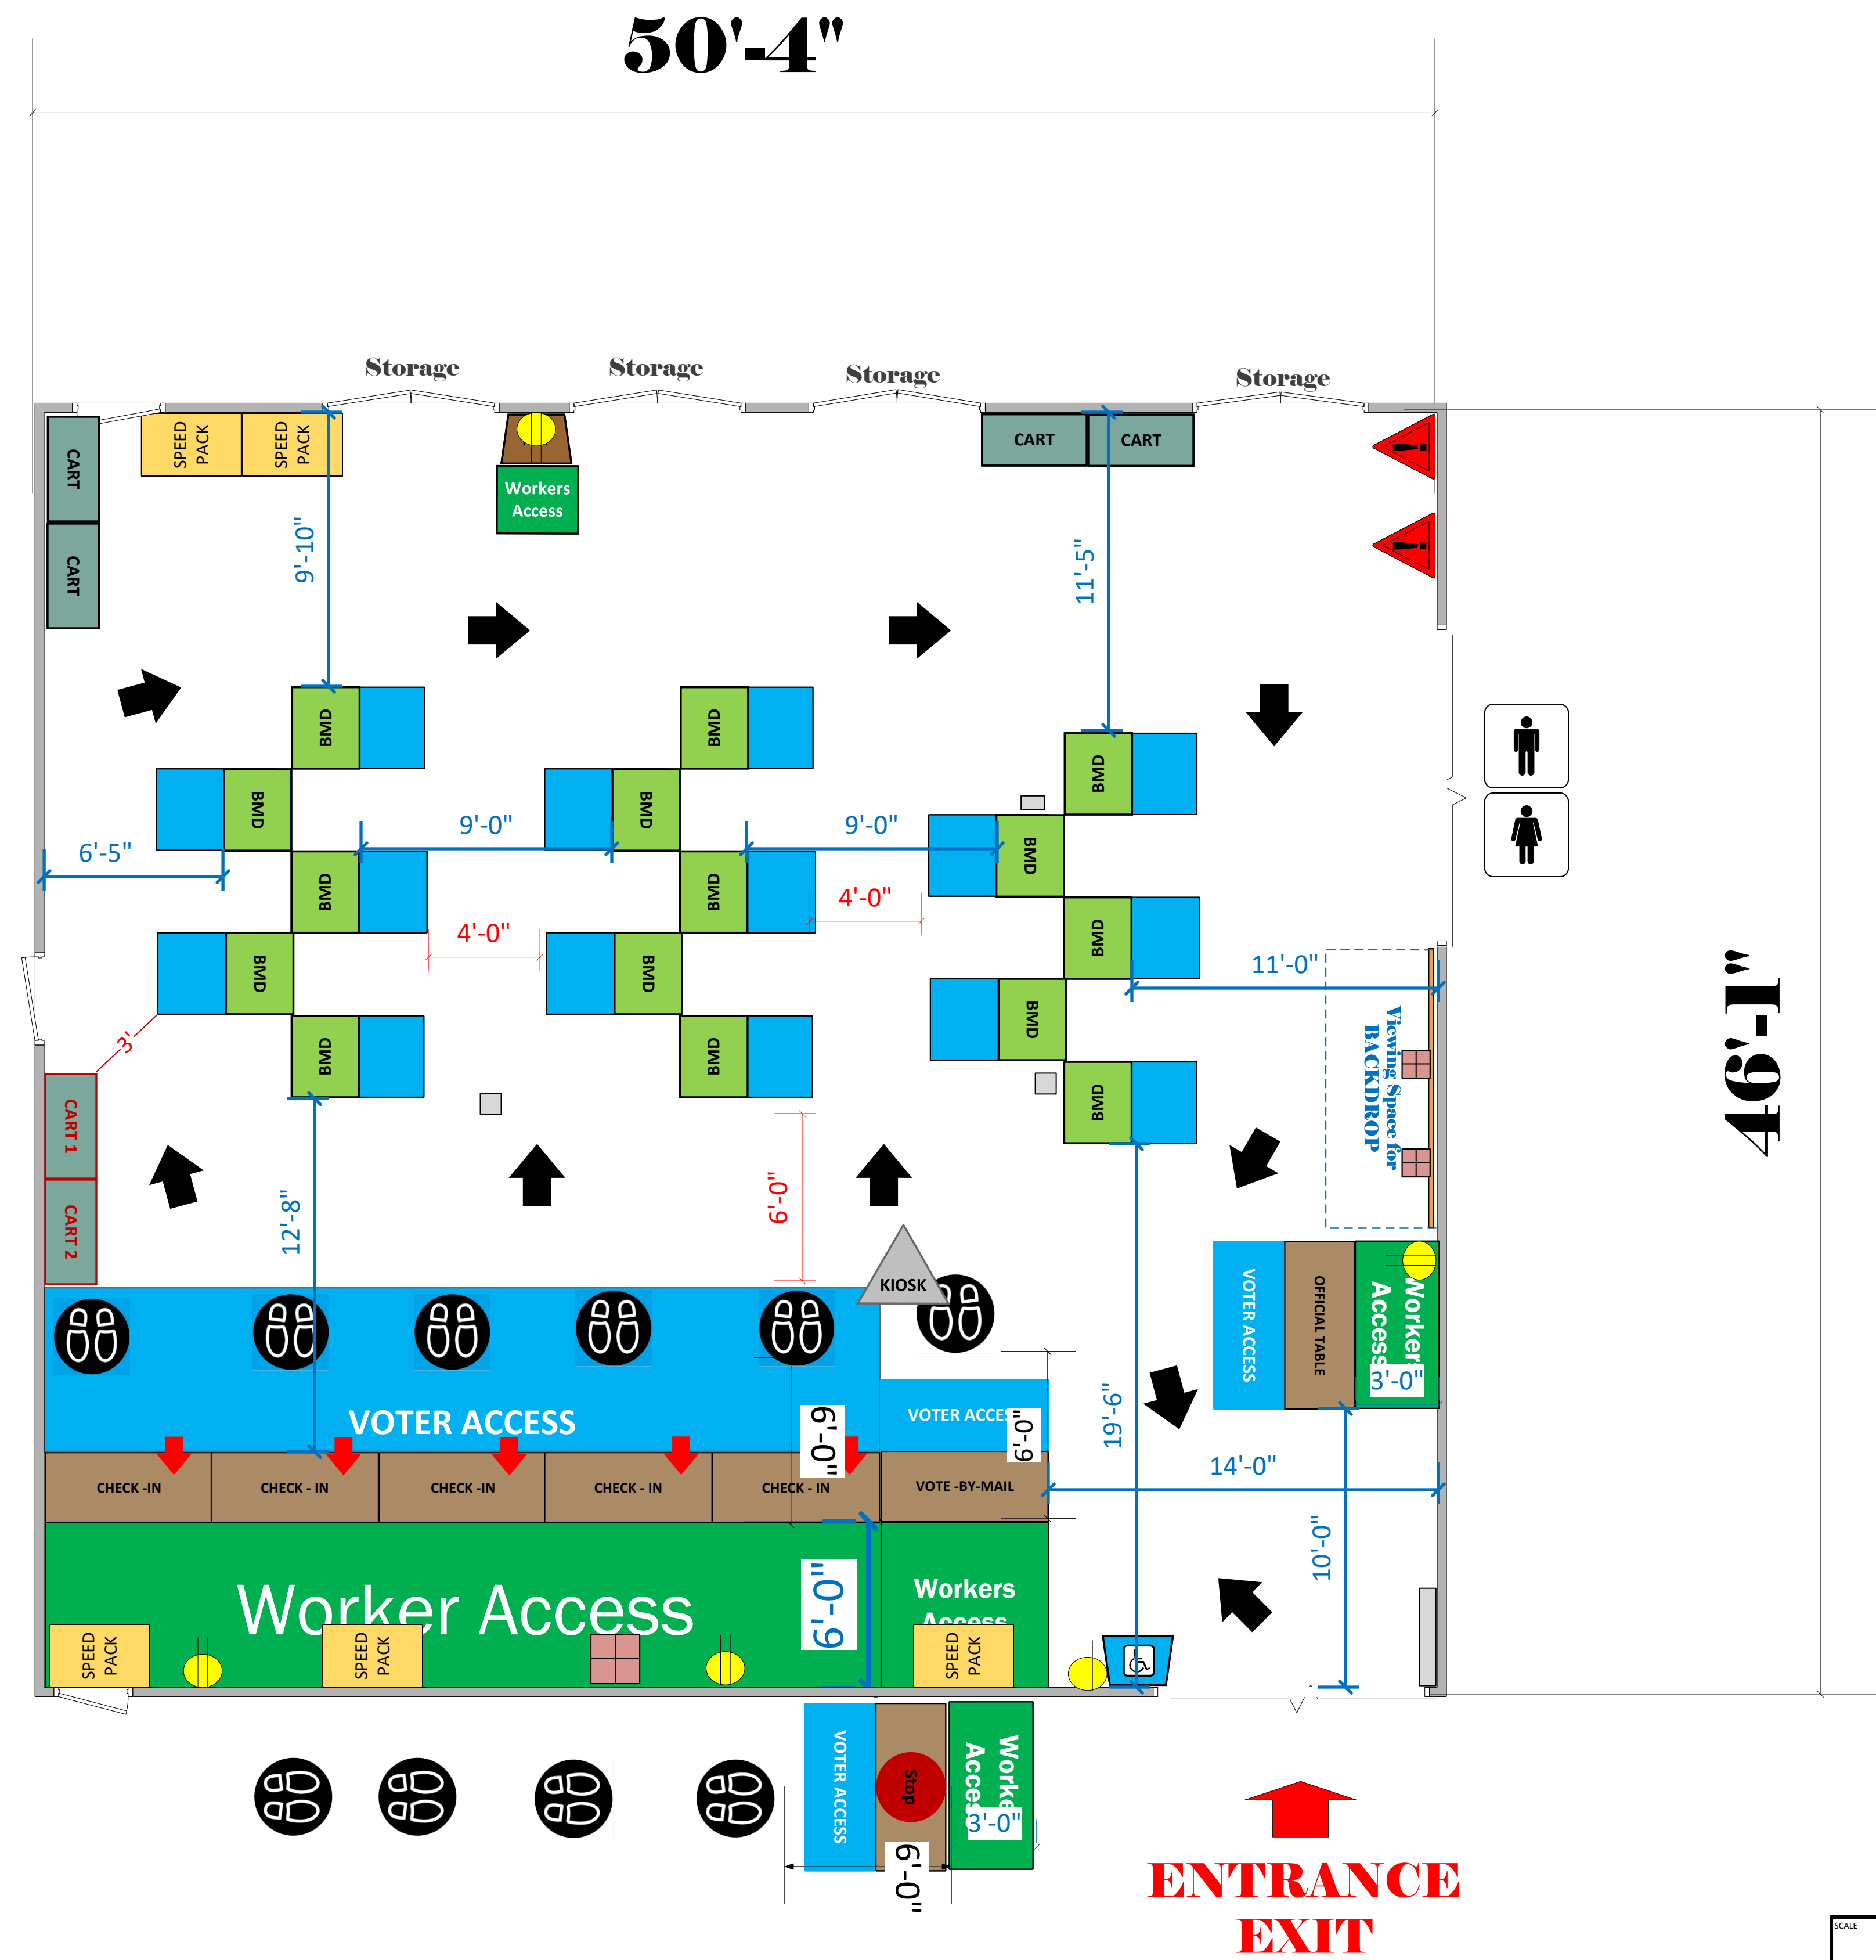 50'-4"
Storage
Storage
Storage
Storage
CART
SPEED
PACK
SPEED
PACK
Workers
Access
CART
CART
CART
9'-10"
11'-5"
BMD
BMD
BMD
BMD
BMD
BMD
6'-5"
9'-0"
9'-0"
BMD
BMD
BMD
BMD
4'-0"
4'-0"
BMD
BMD
BMD
11'-0"
3'
BMD
BMD
BMD
Viewing Space for
BACKDROP
46'-1"
CART 1
CART 2
12'-8"
6'-0"
KIOSK
VOTER ACCESS
OFFICIAL TABLE
Worker
Access
3'-0"
VOTER ACCESS
6'-0"
VOTER ACCESS
6'-0"
19'-6"
14'-0"
CHECK -IN
CHECK - IN
CHECK -IN
CHECK - IN
CHECK - IN
VOTE -BY-MAIL
10'-0"
Worker Access
6'-0"
Workers
Access
SPEED
PACK
SPEED
PACK
SPEED
PACK
VOTER ACCESS
Stop
Worke
Access
3'-0"
6'-0"
ENTRANCE
EXIT
SCALE